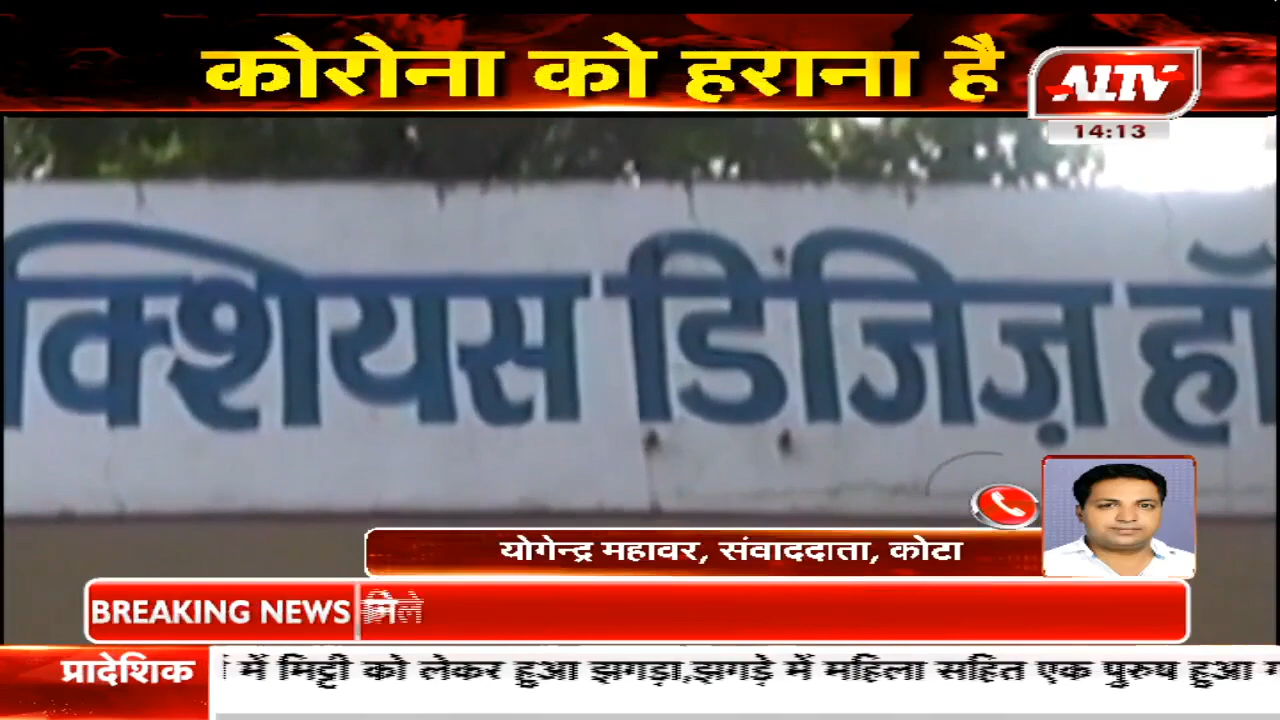 कोरोना को हराना है
ALTV
14:13
क्शियस डिजिज़ हॉ
योगेन्द्र महावर, संवाददाता, कोटा
BREAKING NEWS
मिले
प्रादेशिक
में मिट्टी को लेकर हुआ झगड़ा,झगड़े में महिला सहित एक पुरुष हुआ